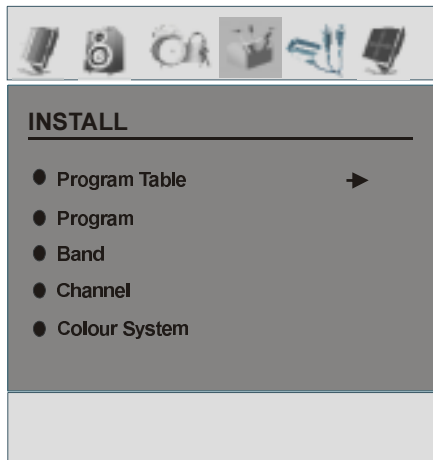 INSTALL
Program Table
Program
Band
Channel
Colour System